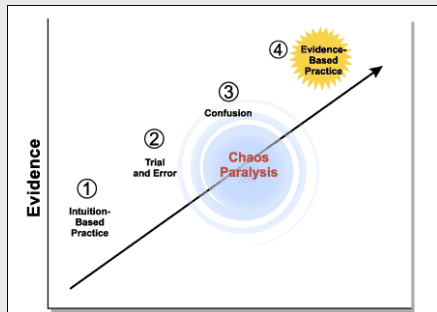 ④
Evidence-
Based
Practice
③
Confusion
②
Trial
and Error
Chaos
Paralysis
①
Intuition-
Based
Practice
Evidence